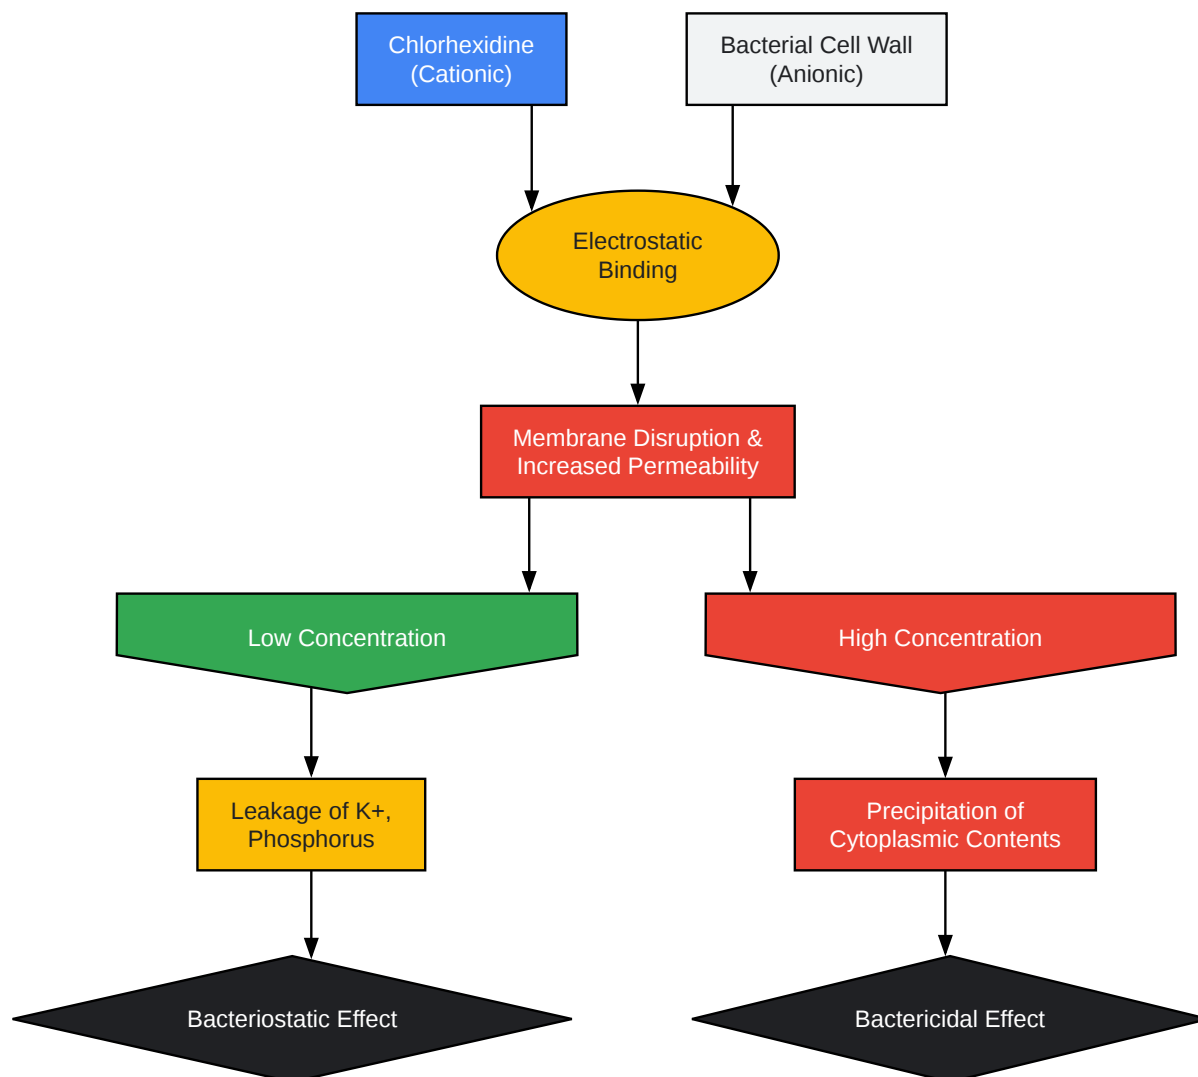 Chlorhexidine
(Cationic)
Bacterial Cell Wall
(Anionic)
Electrostatic
Binding
Membrane Disruption &
Increased Permeability
Low Concentration
High Concentration
Leakage of K+,
Phosphorus
Precipitation of
Cytoplasmic Contents
Bacteriostatic Effect
Bactericidal Effect